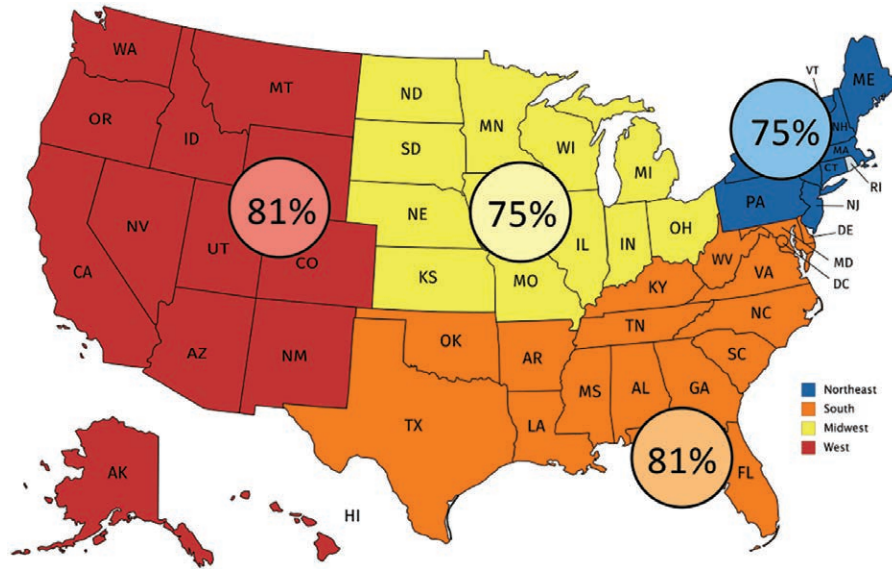 WA
MT
ND
MN
VT
ME
OR
ID
SD
WI
MI
NH
MA
CT
RI
81%
75%
75%
NE
PA
NJ
NV
UT
CO
CA
KS
MO
IL
IN
OH
WV
VA
DE
MD
DC
KY
NC
TN
AZ
NM
OK
AR
SC
MS
AL
GA
TX
LA
81%
FL
AK
HI
Northeast
South
Midwest
West